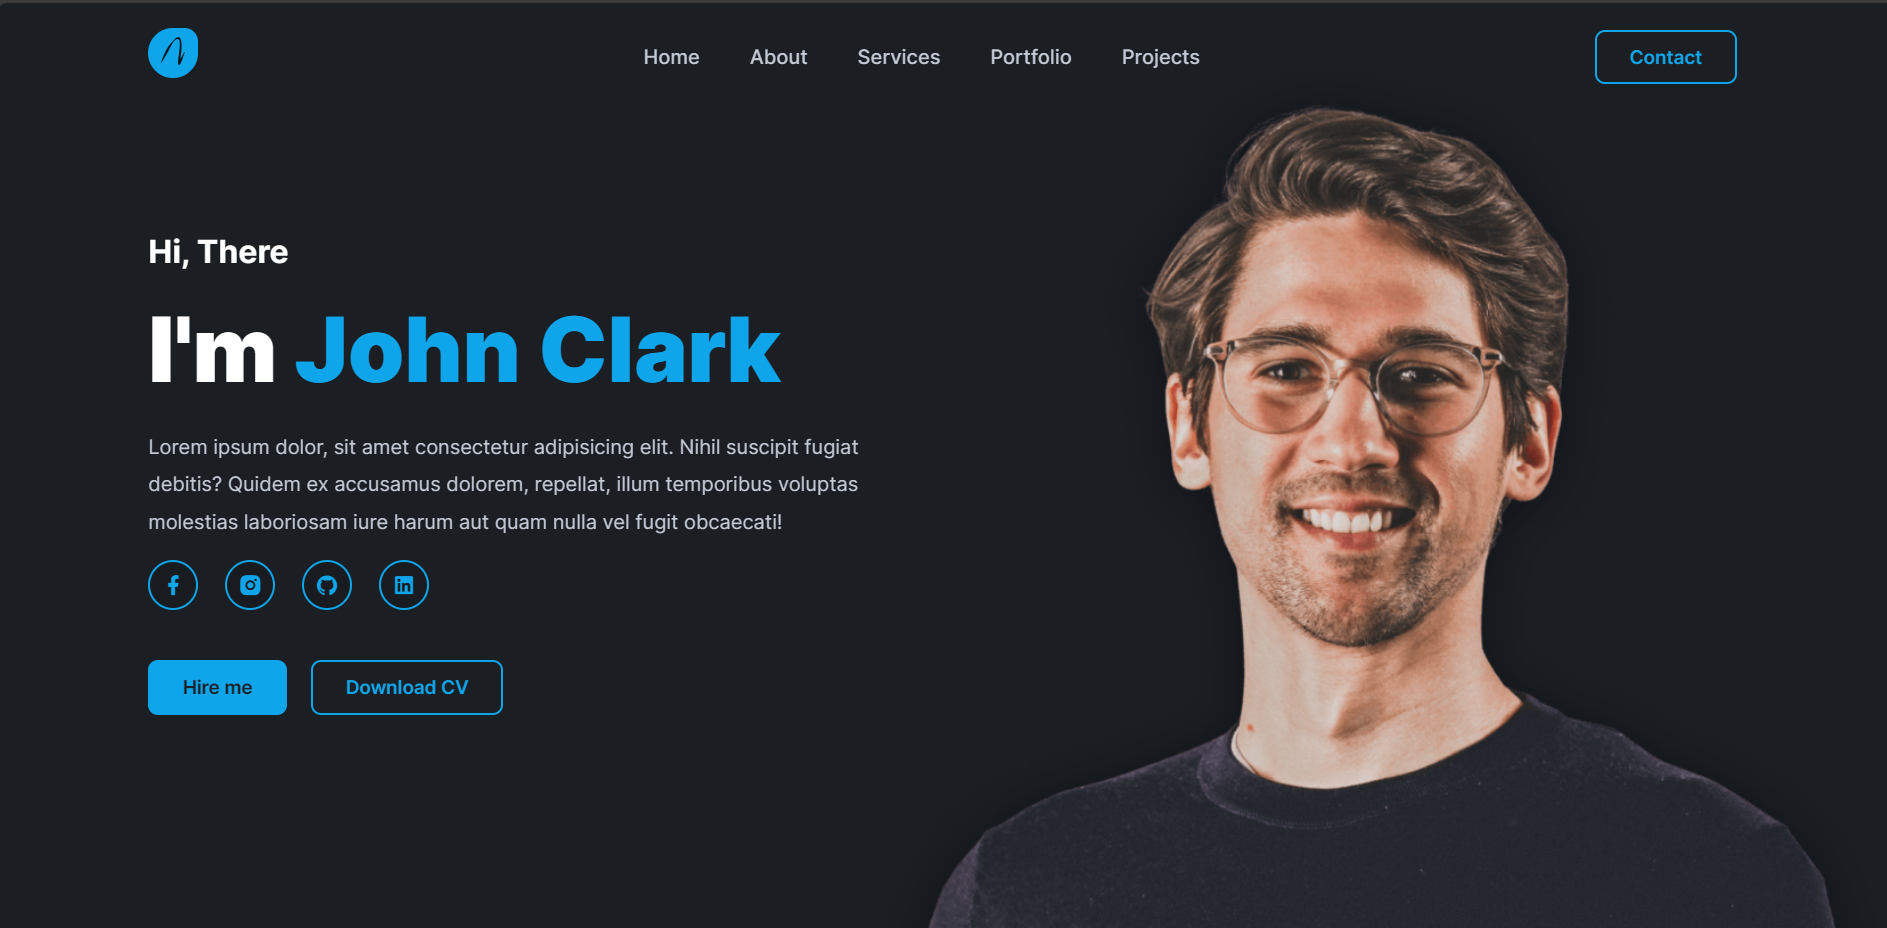 Home About Services Portfolio Projects Contact
Hi, There
I'm John Clark
Lorem ipsum dolor, sit amet consectetur adipisicing elit. Nihil suscipit fugiat
debitis? Quidem ex accusamus dolorem, repellat, illum temporibus voluptas
molestias laboriosam iure harum aut quam nulla vel fugit obcaecati!
Hire me Download CV